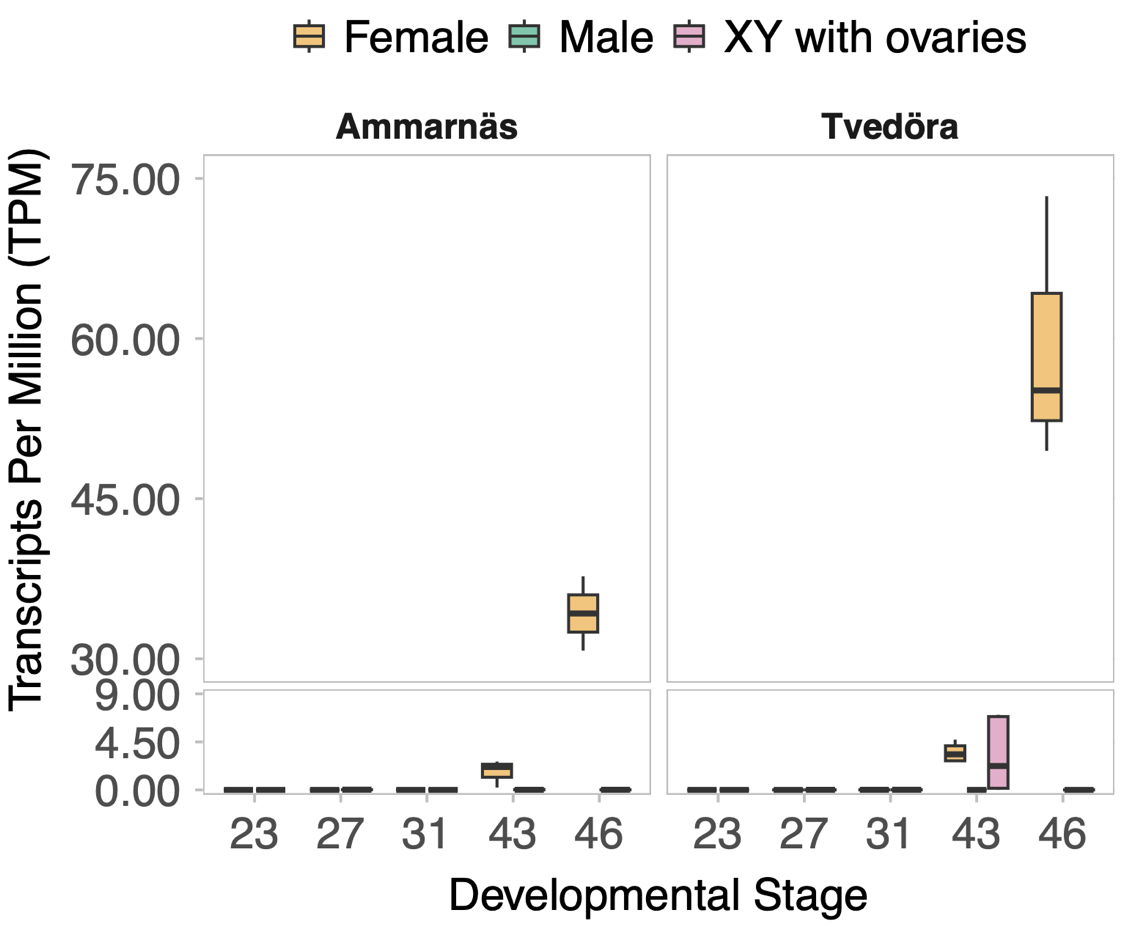 Female Male XY with ovaries
Ammarnäs Tvedöra
Transcripts Per Million (TPM)
75.00
60.00
45.00
30.00
9.00
4.50
0.00
23 27 31 43 46 23 27 31 43 46
Developmental Stage